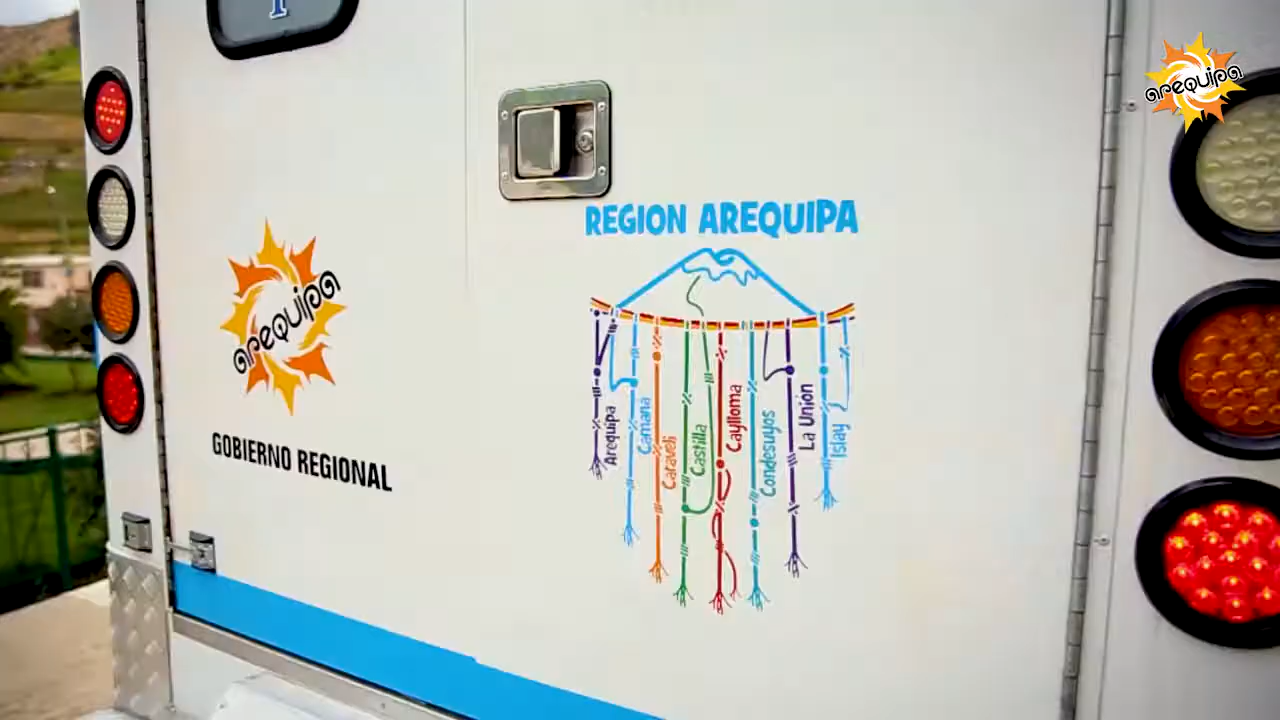 arequipa
REGION AREQUIPA
arequipa
GOBIERNO REGIONAL
Arequipa
Camaná
Caravelí
Castilla
Caylloma
Condesuyos
La Unión
Islay